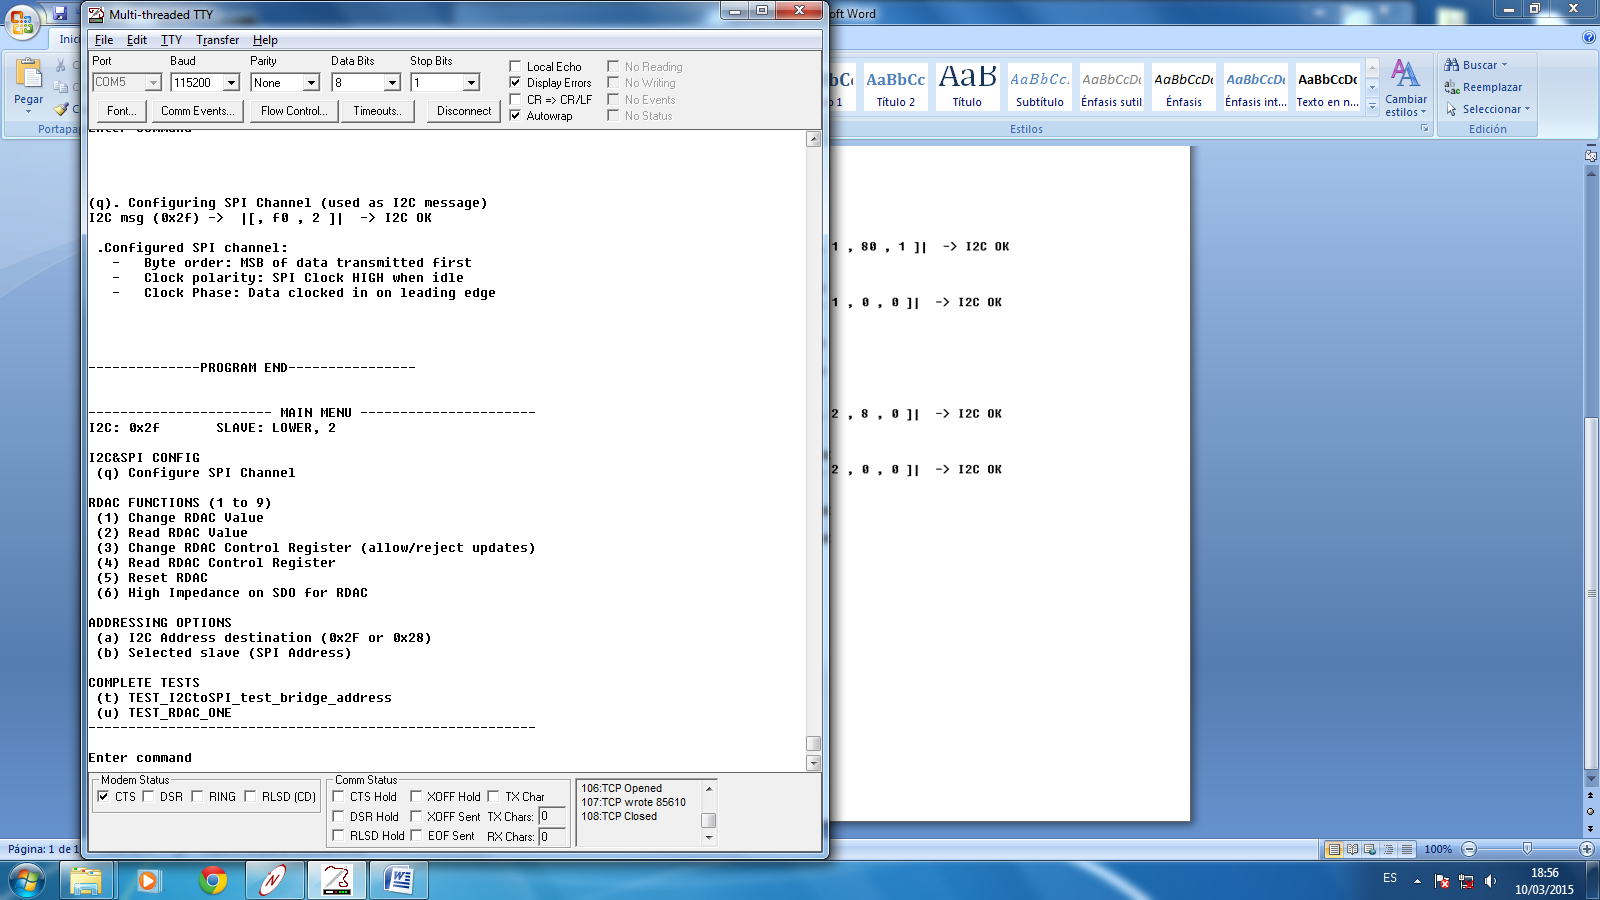 Multi-threaded TTY
File Edit TTY Transfer Help
Port Baud Parity Data Bits Stop Bits
COM5 115200 None 8 1
Local Echo
Display Errors
CR => CR/LF
Autowrap
No Reading
No Writing
No Events
No Status
Font... Comm Events... Flow Control... Timeouts.. Disconnect
Enter command
(q). Configuring SPI Channel (used as I2C message)
I2C msg (0x2f) -> |[, f0 , 2 ]| -> I2C OK
.Configured SPI channel:
- Byte order: MSB of data transmitted first
- Clock polarity: SPI Clock HIGH when idle
- Clock Phase: Data clocked in on leading edge
--------------PROGRAM END----------------
----------------------- MAIN MENU ----------------------
I2C: 0x2f SLAVE: LOWER, 2
I2C&SPI CONFIG
(q) Configure SPI Channel
RDAC FUNCTIONS (1 to 9)
(1) Change RDAC Value
(2) Read RDAC Value
(3) Change RDAC Control Register (allow/reject updates)
(4) Read RDAC Control Register
(5) Reset RDAC
(6) High Impedance on SDO for RDAC
ADDRESSING OPTIONS
(a) I2C Address destination (0x2F or 0x28)
(b) Selected slave (SPI Address)
COMPLETE TESTS
(t) TEST_I2CtoSPI_test_bridge_address
(u) TEST_RDAC_ONE
--------------------------------------------------------
Enter command
Modem Status
CTS DSR RING RLSD (CD)
Comm Status
CTS Hold XOFF Hold TX Char
DSR Hold XOFF Sent TX Chars: 0
RLSD Hold EOF Sent RX Chars: 0
106:TCP Opened
107:TCP wrote 85610
108:TCP Closed
oft Word
Inici
Pegar
Portapap
AaBbCc AaB AaBbCc. AaBbCcDc AaBbCcDc AaBbCcDc AaBbCcDc
o 1 Título 2 Título Subtítulo Énfasis sutil Énfasis Énfasis int... Texto en n...
Cambiar
estilos
Estilos
Buscar
Reemplazar
Seleccionar
Edición
1 , 80 , 1 ]| -> I2C OK
1 , 0 , 0 ]| -> I2C OK
2 , 8 , 0 ]| -> I2C OK
2 , 0 , 0 ]| -> I2C OK
Página: 1 de 1
100%
ES
18:56
10/03/2015